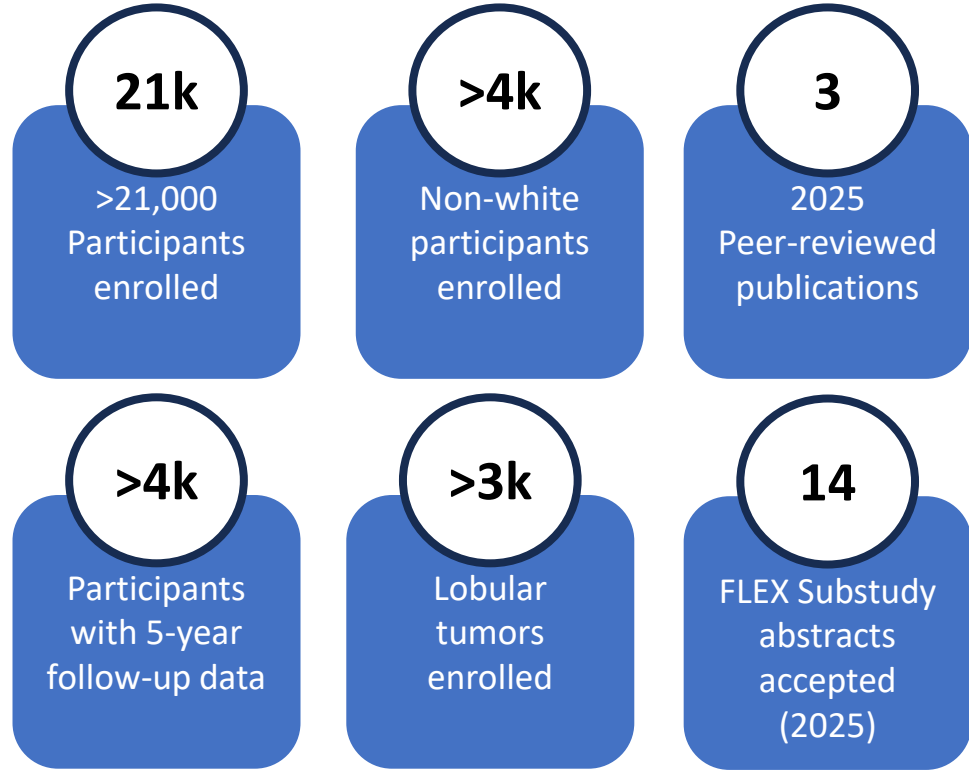 21k
>21,000
Participants
enrolled
>4k
Non-white
participants
enrolled
3
2025
Peer-reviewed
publications
>4k
Participants
with 5-year
follow-up data
>3k
Lobular
tumors
enrolled
14
FLEX Substudy
abstracts
accepted
(2025)